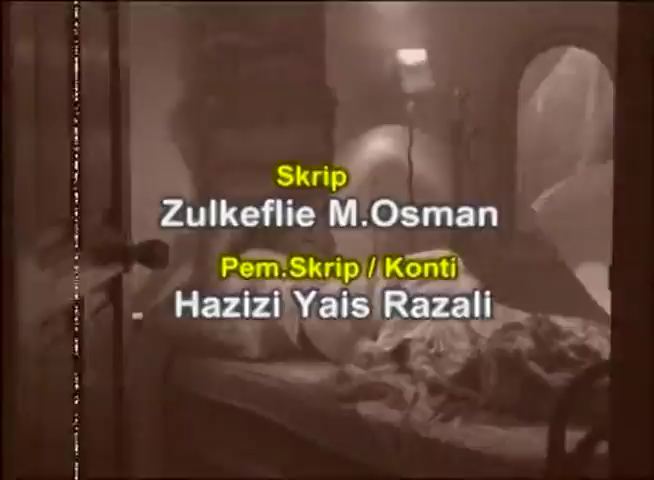 Skrip
Zulkeflie M.Osman
Pem.Skrip / Konti
Hazizi Yais Razali